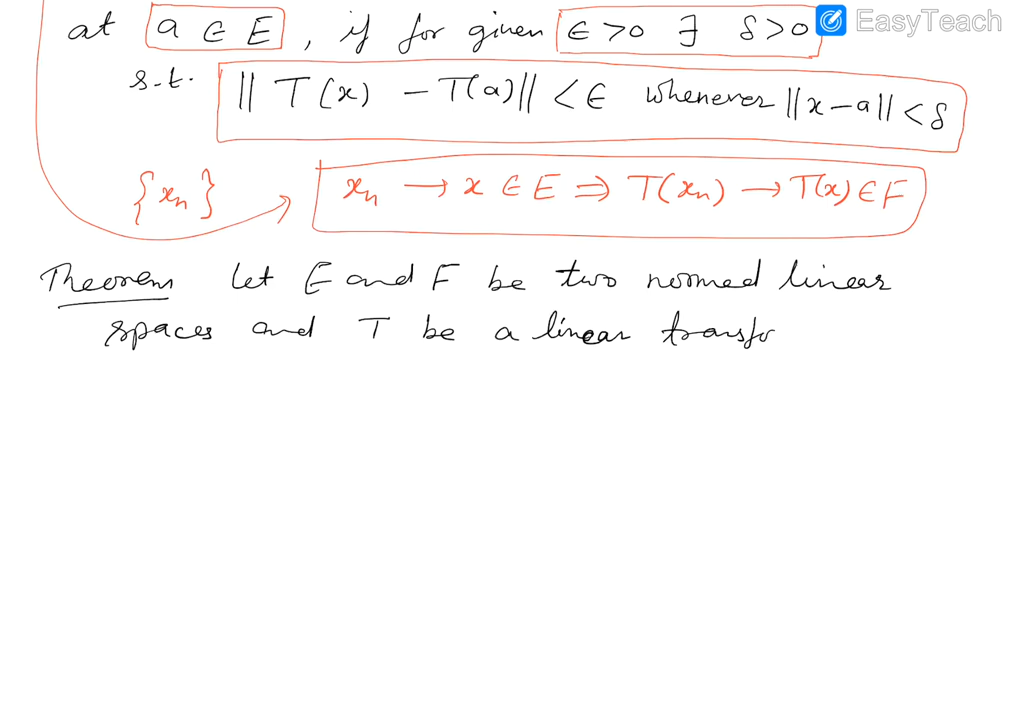 at a ∈ E, if for given ∈ >0 ∃ δ>0
EasyTeach
s.t. || T(x) - T(a)|| < ∈ whenever ||x-a|| < δ
{xn} xn → x ∈ E ⇒ T(xn) → T(x) ∈ F
Theorem Let E and F be two normed linear
spaces and T be a linear transfo